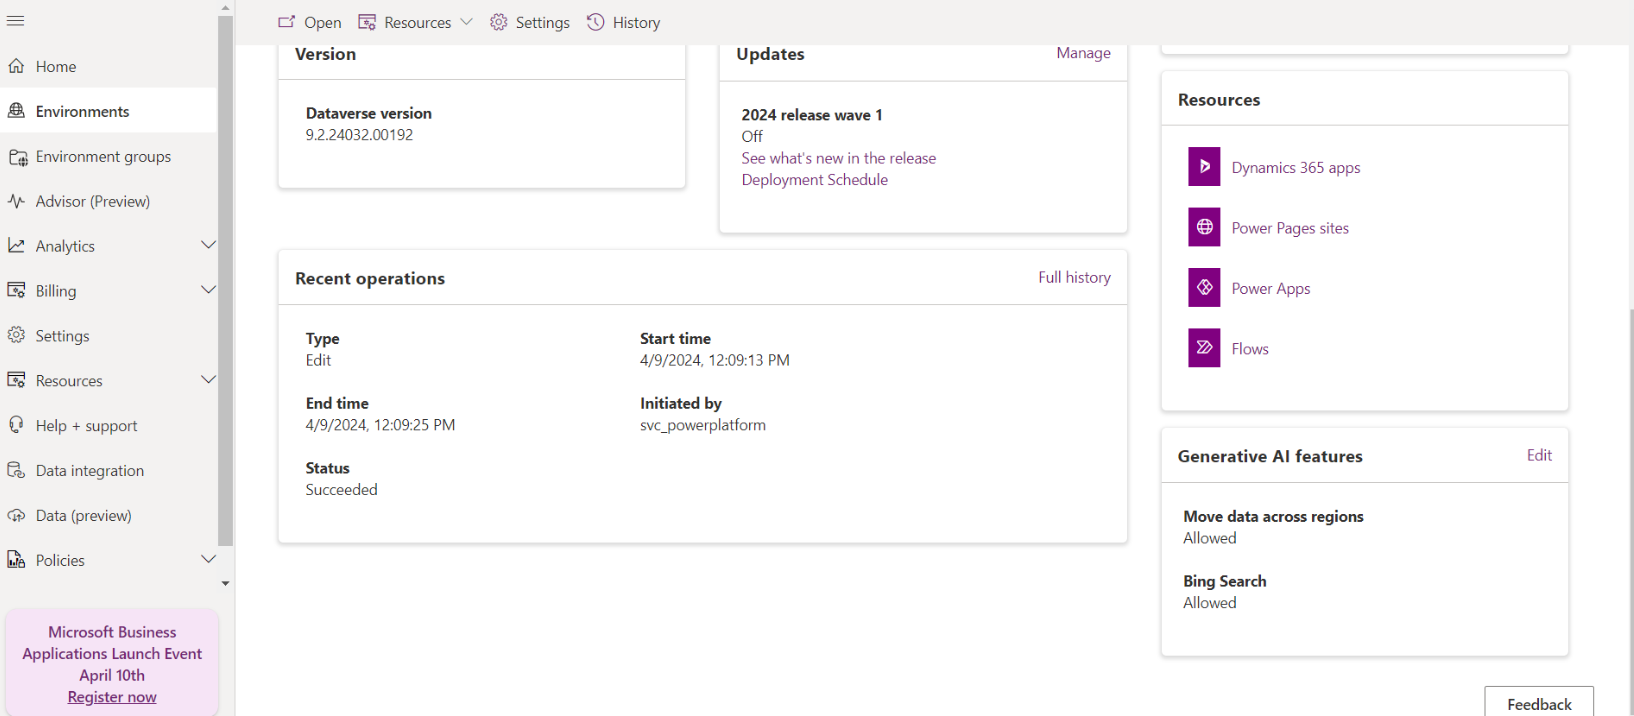 Open
Resources
Settings
History
Home
Environments
Environment groups
Advisor (Preview)
Analytics
Billing
Settings
Resources
Help + support
Data integration
Data (preview)
Policies
Microsoft Business
Applications Launch Event
April 10th
Register now
Version
Dataverse version
9.2.24032.00192
Updates
Manage
2024 release wave 1
Off
See what's new in the release
Deployment Schedule
Recent operations
Full history
Type
Edit
Start time
4/9/2024, 12:09:13 PM
End time
4/9/2024, 12:09:25 PM
Initiated by
svc_powerplatform
Status
Succeeded
Resources
Dynamics 365 apps
Power Pages sites
Power Apps
Flows
Generative AI features
Edit
Move data across regions
Allowed
Bing Search
Allowed
Feedback